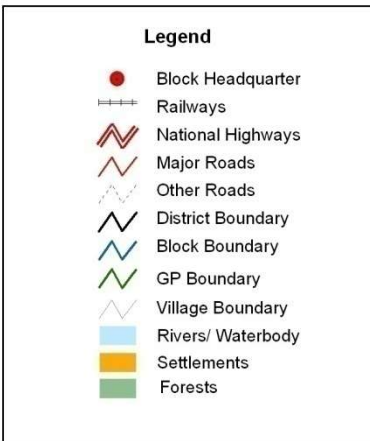 Legend
Block Headquarter
Railways
National Highways
Major Roads
Other Roads
District Boundary
Block Boundary
GP Boundary
Village Boundary
Rivers/ Waterbody
Settlements
Forests